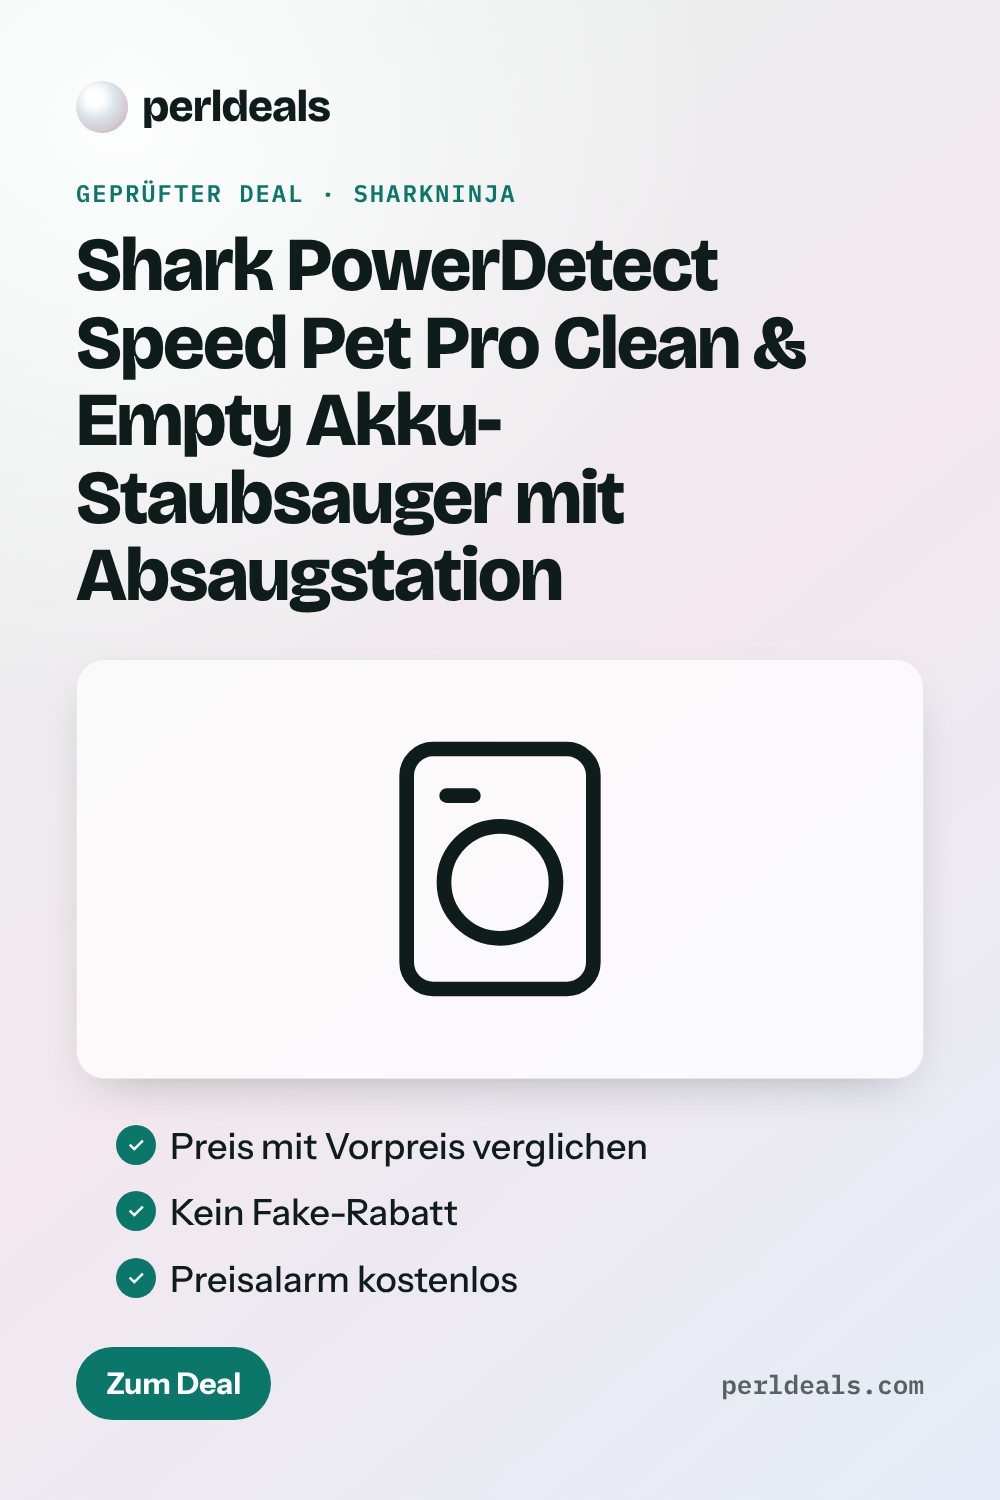 perldeals
GEPRÜFTER DEAL · SHARKNINJA
Shark PowerDetect
Speed Pet Pro Clean &
Empty Akku-
Staubsauger mit
Absaugstation
Preis mit Vorpreis verglichen
Kein Fake-Rabatt
Preisalarm kostenlos
Zum Deal
perldeals.com